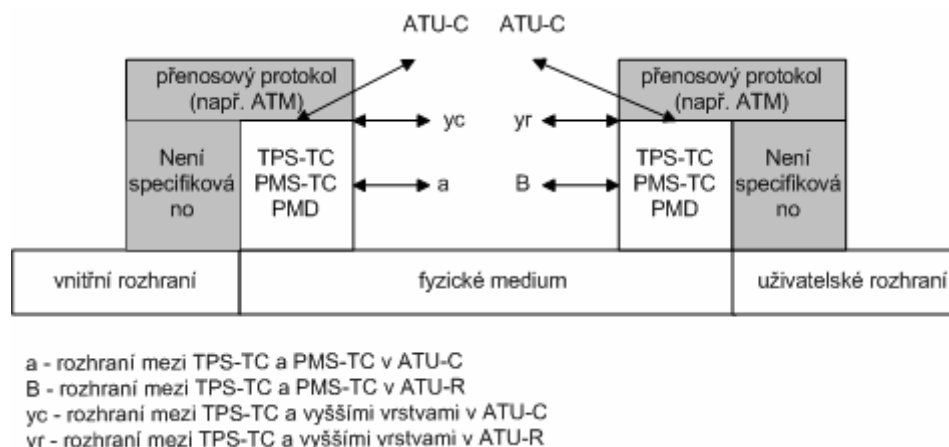 ATU-C ATU-C
přenosový protokol
(např. ATM)
přenosový protokol
(např. ATM)
yc yr
Není
specifiková
no
TPS-TC
PMS-TC
PMD
a B
TPS-TC
PMS-TC
PMD
Není
specifiková
no
vnitřní rozhraní
fyzické medium
uživatelské rozhraní
a - rozhraní mezi TPS-TC a PMS-TC v ATU-C
B - rozhraní mezi TPS-TC a PMS-TC v ATU-R
yc - rozhraní mezi TPS-TC a vyššími vrstvami v ATU-C
yr - rozhraní mezi TPS-TC a vyššími vrstvami v ATU-R